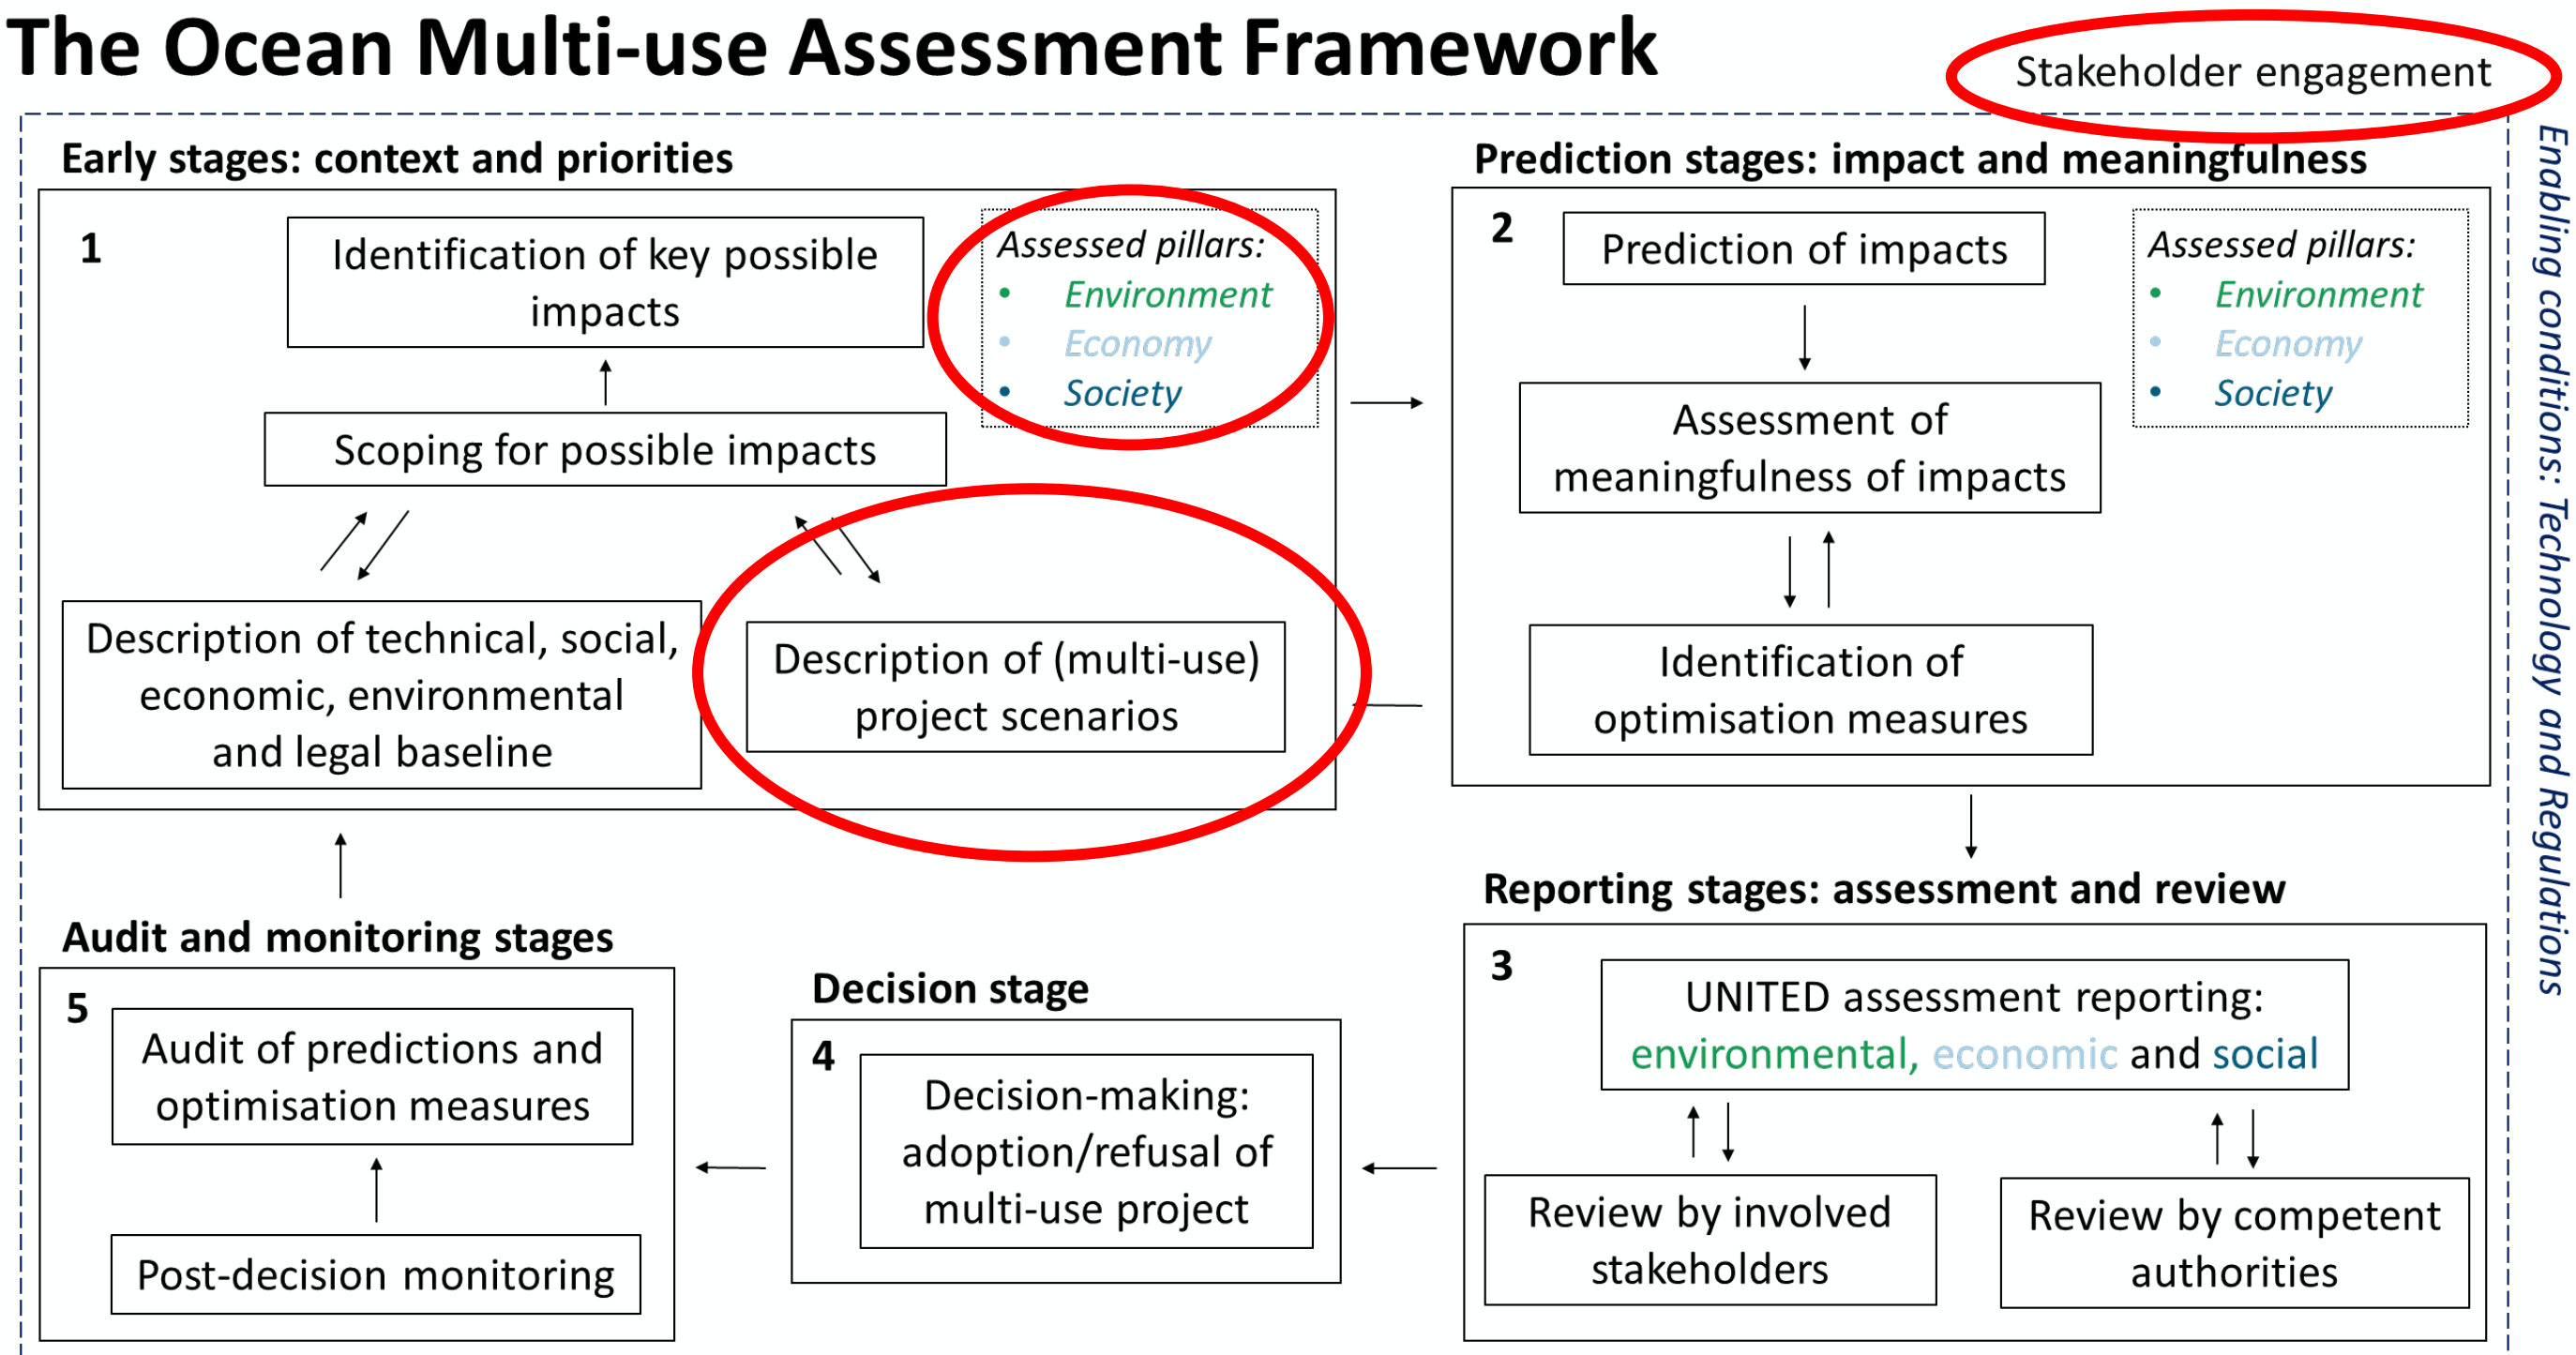 The Ocean Multi-use Assessment Framework
Stakeholder engagement
Early stages: context and priorities
1
Identification of key possible
impacts
Assessed pillars:
• Environment
• Economy
• Society
Scoping for possible impacts
Description of technical, social,
economic, environmental
and legal baseline
Description of (multi-use)
project scenarios
Prediction stages: impact and meaningfulness
2
Prediction of impacts
Assessed pillars:
• Environment
• Economy
• Society
Assessment of
meaningfulness of impacts
Identification of
optimisation measures
Enabling conditions: Technology and Regulations
Reporting stages: assessment and review
3
UNITED assessment reporting:
environmental, economic and social
Review by involved
stakeholders
Review by competent
authorities
Decision stage
4
Decision-making:
adoption/refusal of
multi-use project
Audit and monitoring stages
5
Audit of predictions and
optimisation measures
Post-decision monitoring